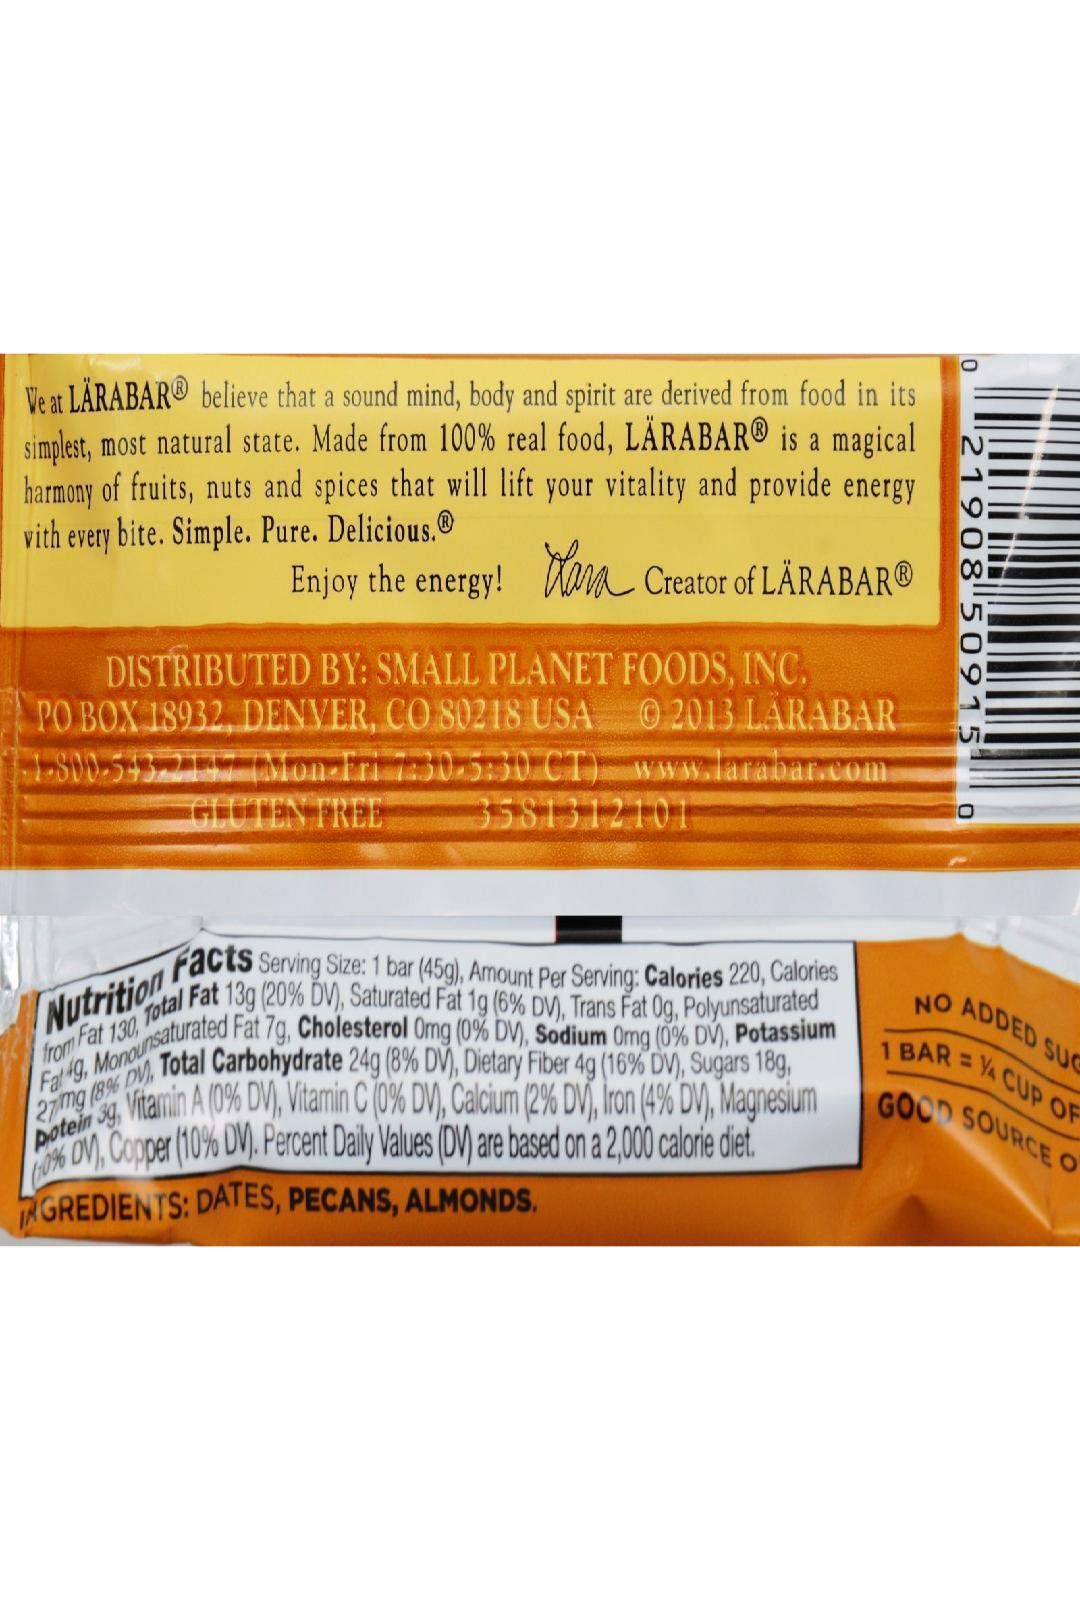 We at LÄRABAR® believe that a sound mind, body and spirit are derived from food in its
simplest, most natural state. Made from 100% real food, LÄRABAR® is a magical
harmony of fruits, nuts and spices that will lift your vitality and provide energy
with every bite. Simple. Pure. Delicious.®
Enjoy the energy! Lara Creator of LÄRABAR®
DISTRIBUTED BY: SMALL PLANET FOODS, INC.
PO BOX 18932, DENVER, CO 80218 USA © 2013 LÄRABAR
1-800-543-2147 (Mon-Fri 7:30-5:30 CT) www.larabar.com
GLUTEN FREE 3581312101
0 21908 50915 0
Nutrition Facts Serving Size: 1 bar (45g), Amount Per Serving: Calories 220, Calories
from Fat 130, Total Fat 13g (20% DV), Saturated Fat 1g (6% DV), Trans Fat 0g, Polyunsaturated
Fat 4g, Monounsaturated Fat 7g, Cholesterol 0mg (0% DV), Sodium 0mg (0% DV), Potassium
(8% DV), Total Carbohydrate 24g (8% DV), Dietary Fiber 4g (16% DV), Sugars 18g,
Protein 3g, Vitamin A (0% DV), Vitamin C (0% DV), Calcium (2% DV), Iron (4% DV), Magnesium
DV), Copper (10% DV). Percent Daily Values (DV) are based on a 2,000 calorie diet.
INGREDIENTS: DATES, PECANS, ALMONDS.
NO ADDED SUG
1 BAR = ¼ CUP OF
GOOD SOURCE O